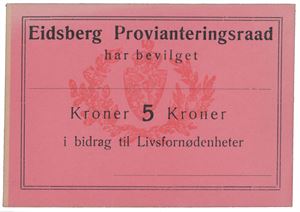 Eidsberg Provianteringsraad
har bevilget
Kroner 5 Kroner
i bidrag til Livsfornødenheter